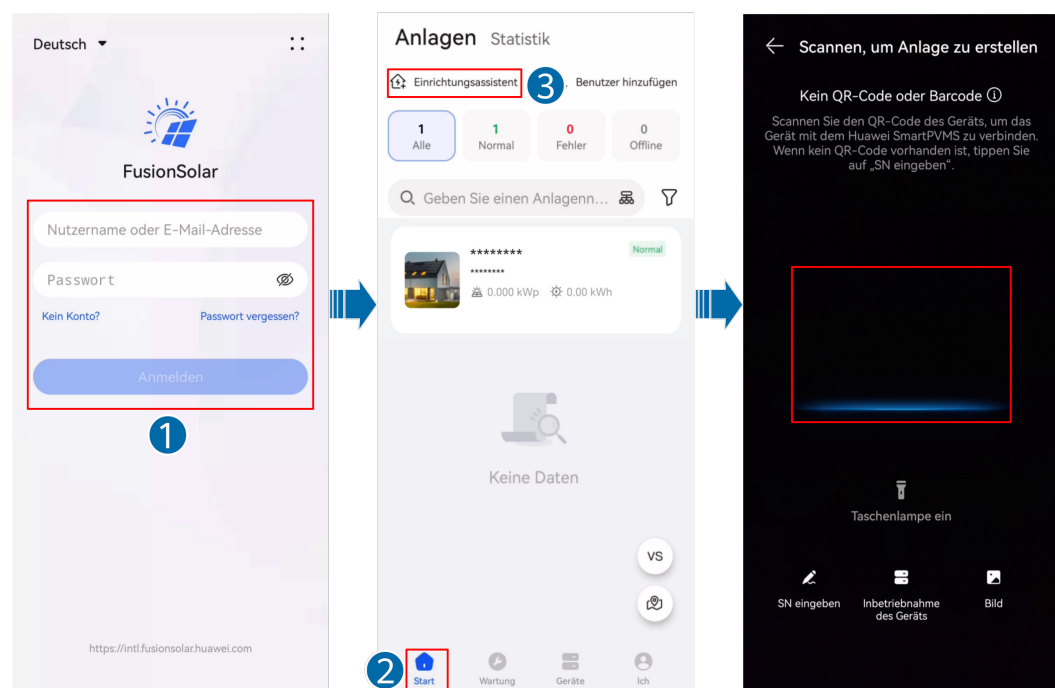 Deutsch
FusionSolar
Nutzername oder E-Mail-Adresse
Passwort
Kein Konto? Passwort vergessen?
Anmelden
1
https://intl.fusionsolar.huawei.com
Anlagen Statistik
Einrichtungsassistent 3 Benutzer hinzufügen
1 1 0 0
Alle Normal Fehler Offline
Geben Sie einen Anlagenn...
******** Normal
********
0.000 kWp 0.00 kWh
Keine Daten
VS
2
Start Wartung Geräte Ich
Scannen, um Anlage zu erstellen
Kein QR-Code oder Barcode
Scannen Sie den QR-Code des Geräts, um das
Gerät mit dem Huawei SmartPVMS zu verbinden.
Wenn kein QR-Code vorhanden ist, tippen Sie
auf „SN eingeben“.
Taschenlampe ein
SN eingeben Inbetriebnahme Bild
des Geräts